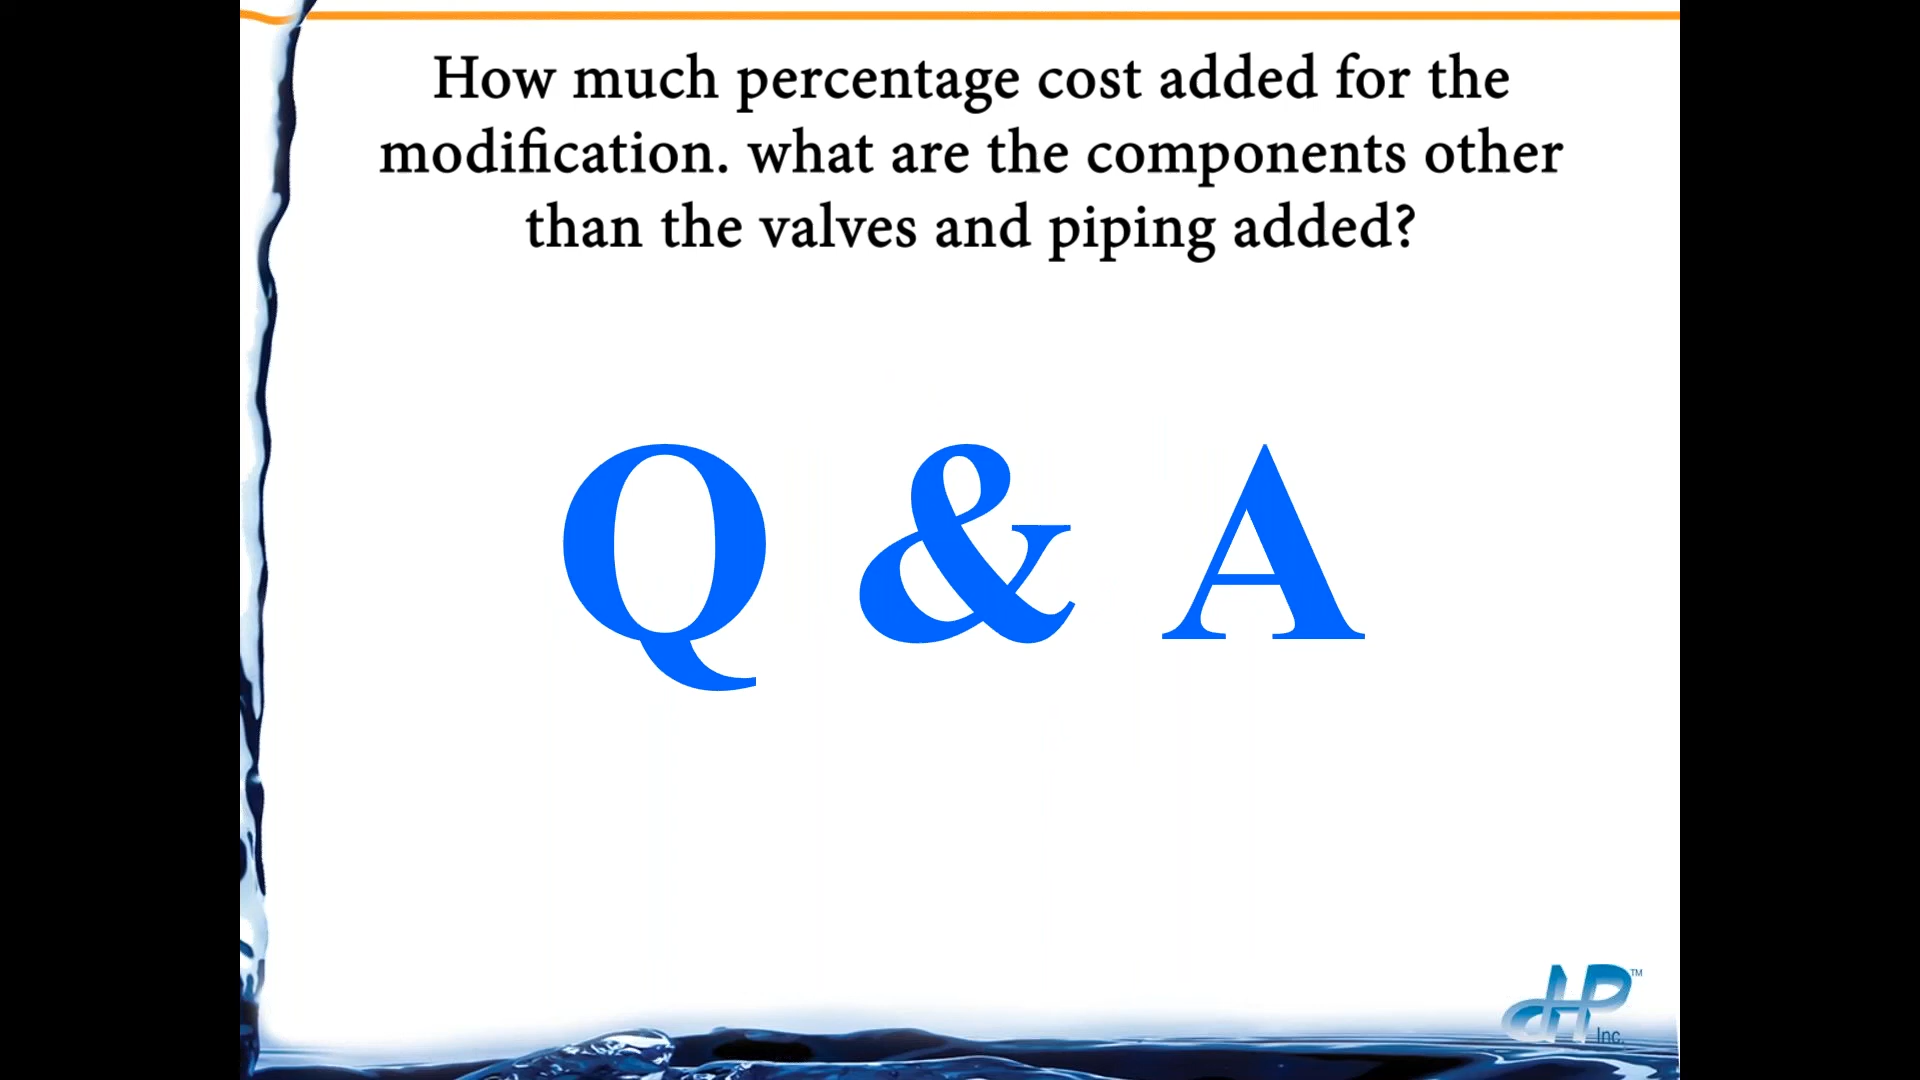 How much percentage cost added for the
modification. what are the components other
than the valves and piping added?
Q & A
dHP™
Inc.